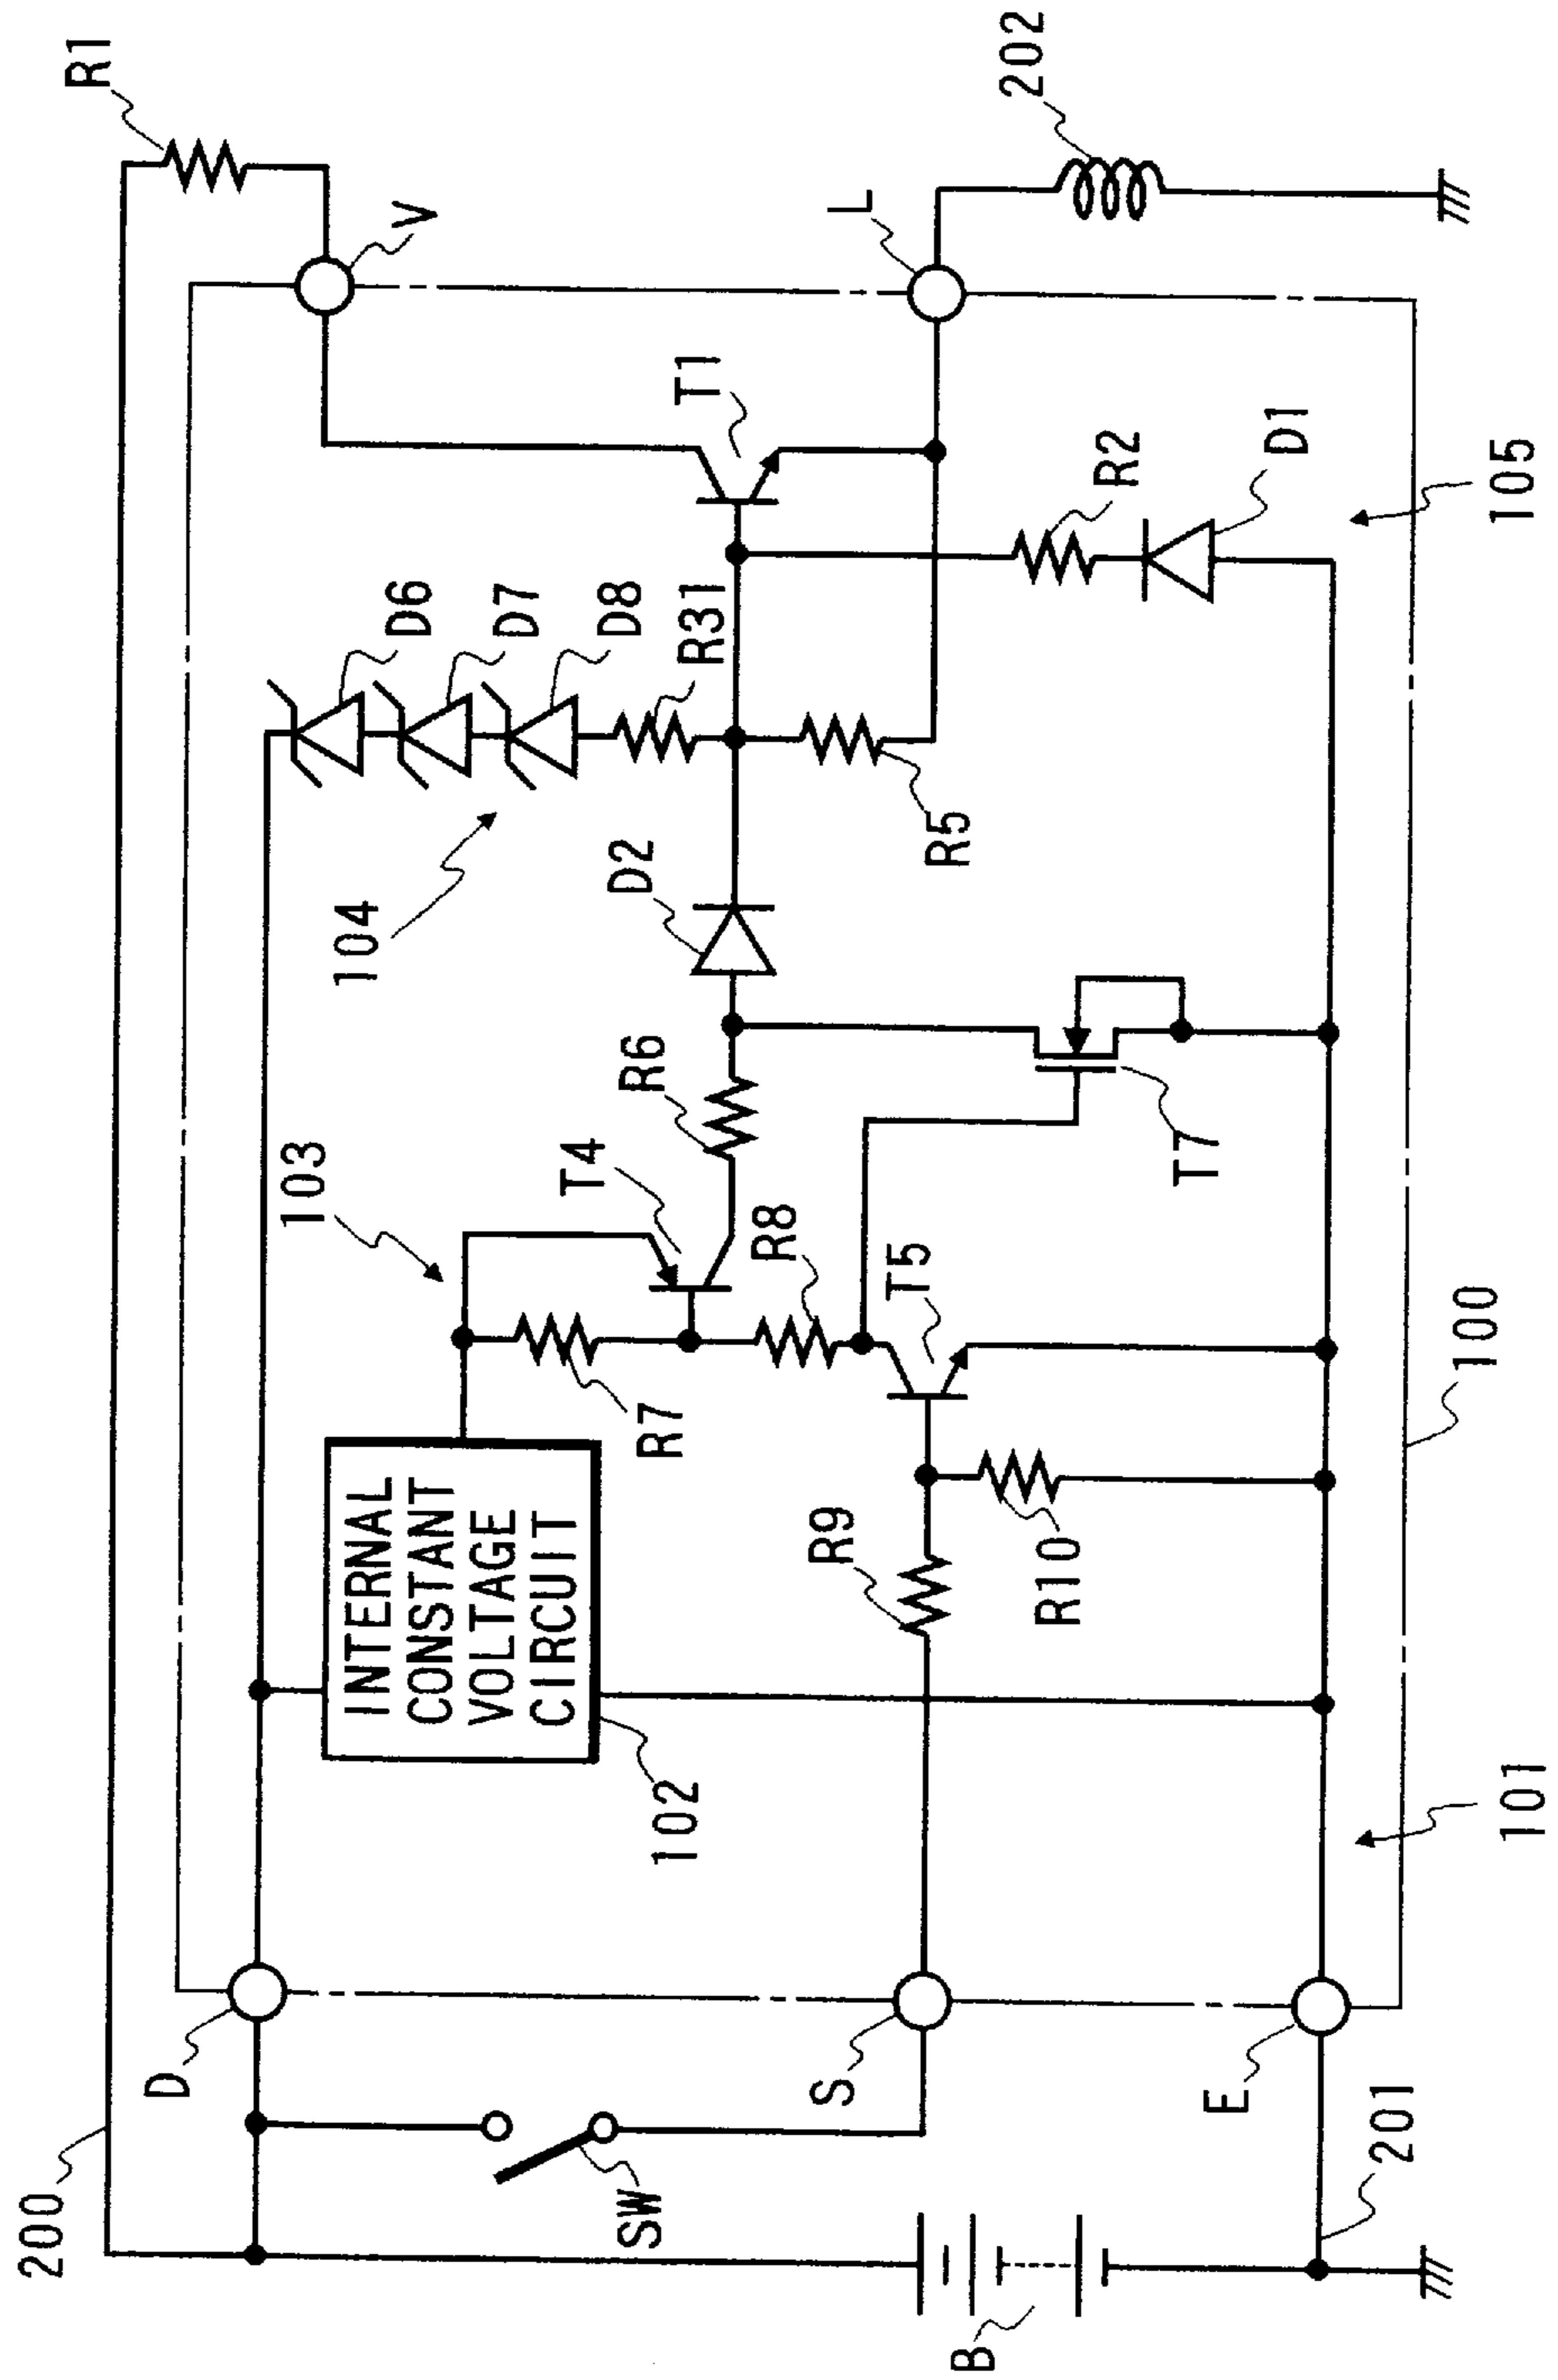 200
R1
D
V
SW
INTERNAL
CONSTANT
VOLTAGE
CIRCUIT
102
103
104
R7
T4
R6
D2
D6
D7
D8
R31
T1
R8
R5
L
202
S
R9
T5
R10
T7
R2
D1
B
E
201
101
100
105